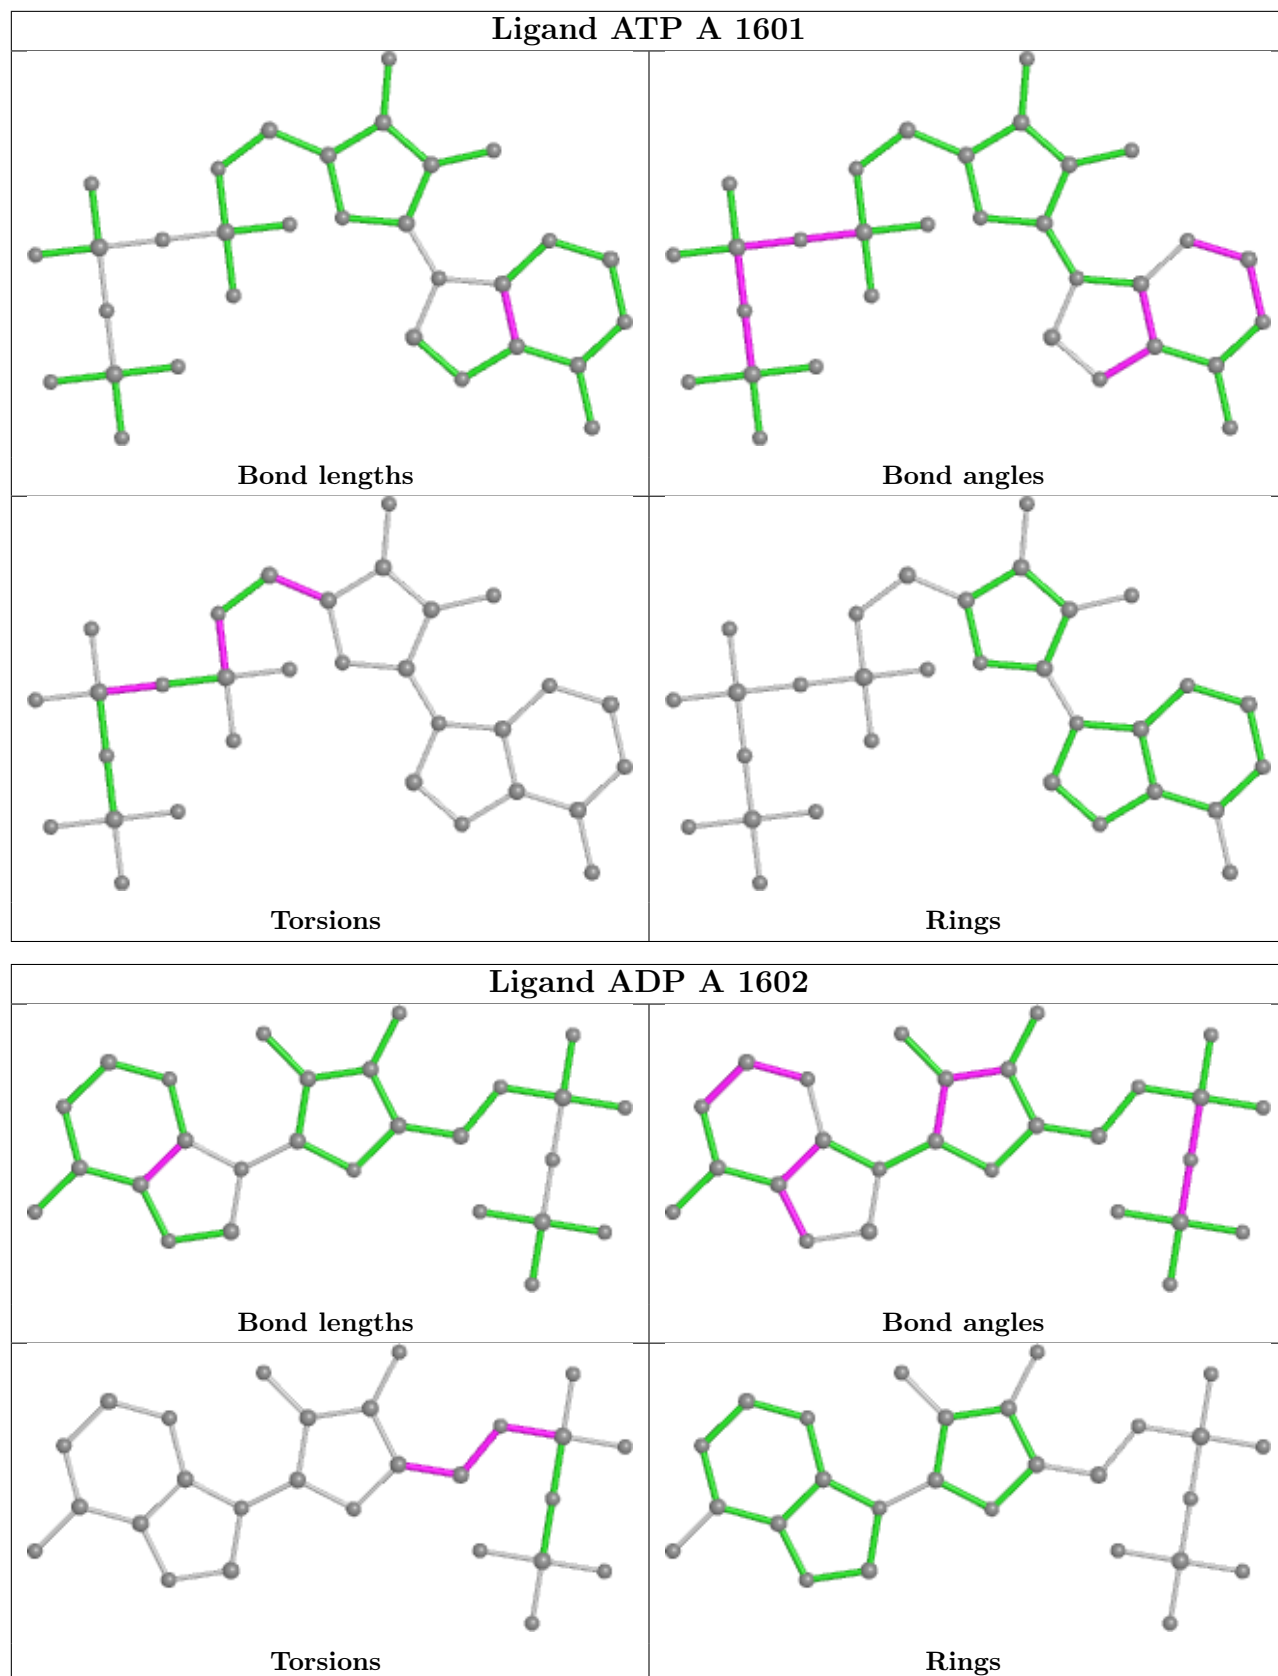 Ligand ATP A 1601
Bond lengths
Bond angles
Torsions
Rings
Ligand ADP A 1602
Bond lengths
Bond angles
Torsions
Rings